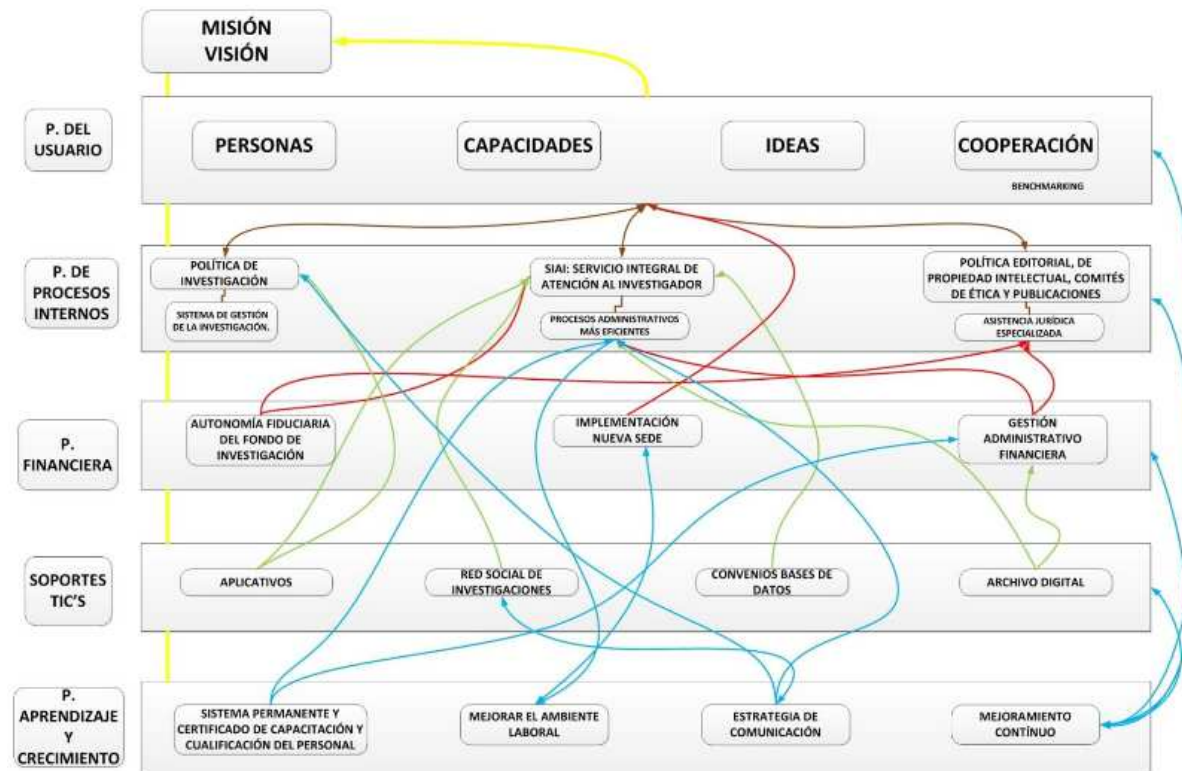 MISIÓN
VISIÓN
P. DEL
USUARIO
PERSONAS
CAPACIDADES
IDEAS
COOPERACIÓN
BENCHMARKING
P. DE
PROCESOS
INTERNOS
POLÍTICA DE
INVESTIGACIÓN
SISTEMA DE GESTIÓN
DE LA INVESTIGACIÓN.
SIAI: SERVICIO INTEGRAL DE
ATENCIÓN AL INVESTIGADOR
PROCESOS ADMINISTRATIVOS
MÁS EFICIENTES
POLÍTICA EDITORIAL, DE
PROPIEDAD INTELECTUAL, COMITÉS
DE ÉTICA Y PUBLICACIONES
ASISTENCIA JURÍDICA
ESPECIALIZADA
P.
FINANCIERA
AUTONOMÍA FIDUCIARIA
DEL FONDO DE
INVESTIGACIÓN
IMPLEMENTACIÓN
NUEVA SEDE
GESTIÓN
ADMINISTRATIVO
FINANCIERA
SOPORTES
TIC'S
APLICATIVOS
RED SOCIAL DE
INVESTIGACIONES
CONVENIOS BASES DE
DATOS
ARCHIVO DIGITAL
P.
APRENDIZAJE
Y
CRECIMIENTO
SISTEMA PERMANENTE Y
CERTIFICADO DE CAPACITACIÓN Y
CUALIFICACIÓN DEL PERSONAL
MEJORAR EL AMBIENTE
LABORAL
ESTRATEGIA DE
COMUNICACIÓN
MEJORAMIENTO
CONTÍNUO